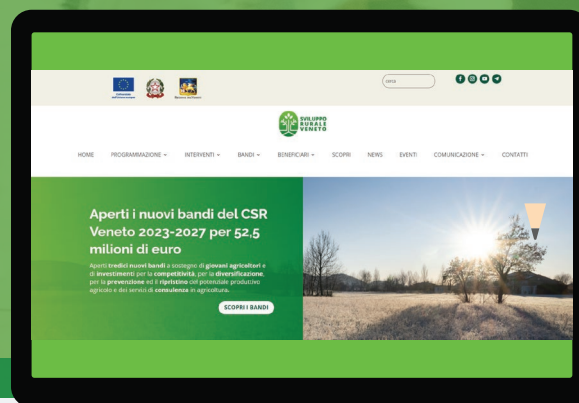 cerca
SVILUPPO
RURALE
VENETO
HOME PROGRAMMAZIONE INTERVENTI BANDI BENEFICIARI SCOPRI NEWS EVENTI COMUNICAZIONE CONTATTI
Aperti i nuovi bandi del CSR
Veneto 2023-2027 per 52,5
milioni di euro
Aperti tredici nuovi bandi a sostegno di giovani agricoltori e
di investimenti per la competitività, per la diversificazione,
per la prevenzione ed il ripristino del potenziale produttivo
agricolo e dei servizi di consulenza in agricoltura.
SCOPRI I BANDI